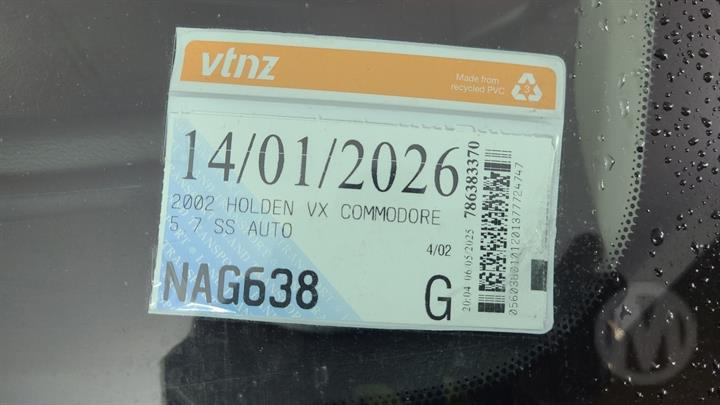 vtnz
Made from
recycled PVC
3
14/01/2026
2002 HOLDEN VX COMMODORE
5.7 SS AUTO
4/02
NAG638
G
20:04 06/05/2025
786383370
M